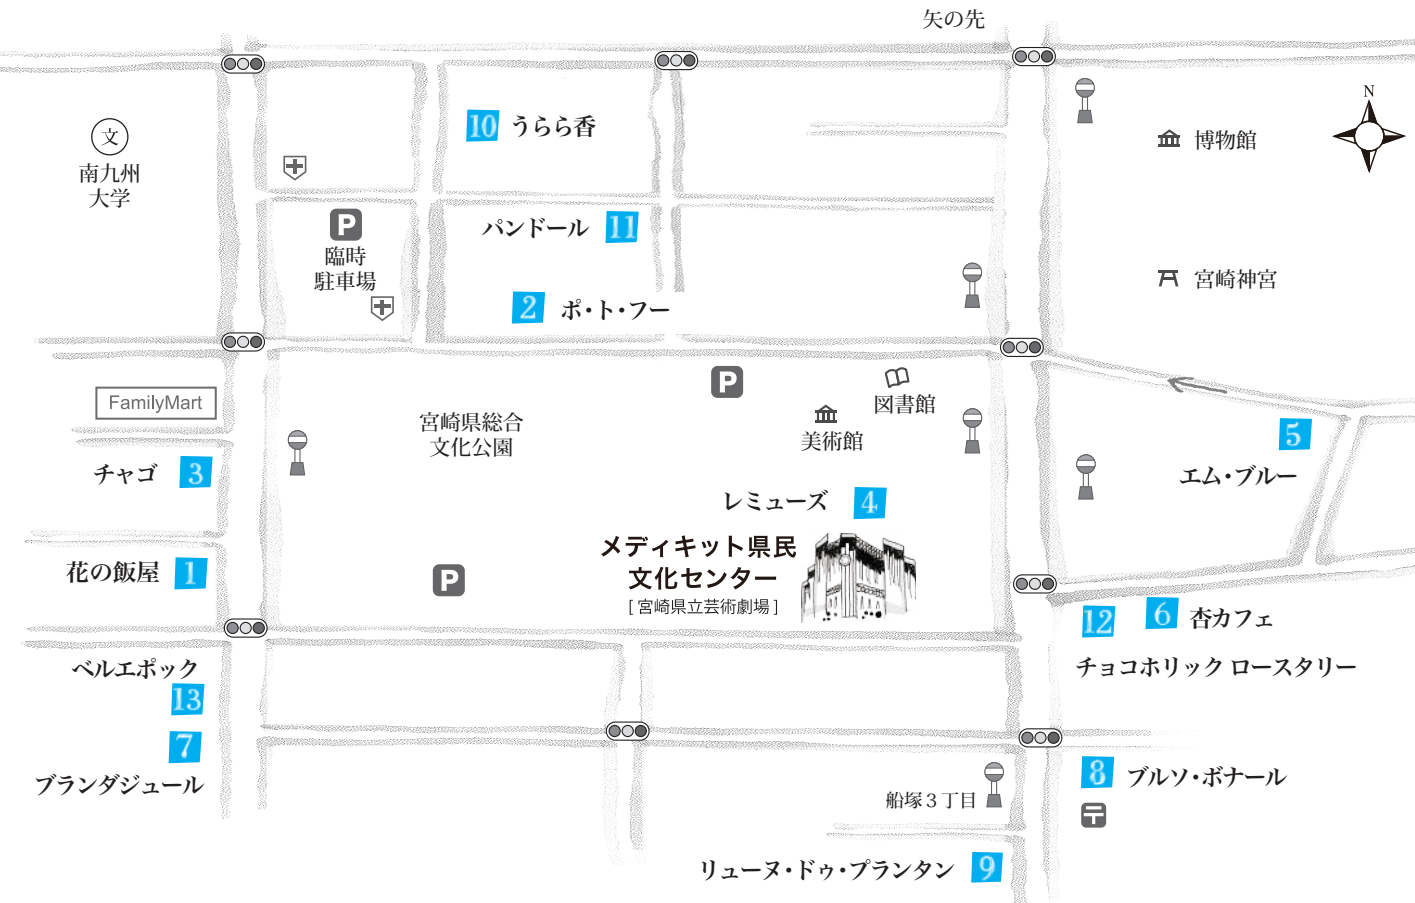 矢の先
N
文
南九州
大学
10 うらら香
博物館
P
臨時
駐車場
パンドール 11
2 ポ・ト・フー
宮崎神宮
FamilyMart
P
図書館
美術館
宮崎県総合
文化公園
チャゴ 3
レミューズ 4
5
エム・ブルー
メディキット県民
文化センター
[ 宮崎県立芸術劇場 ]
P
花の飯屋 1
12 6 杏カフェ
チョコホリック ロースタリー
ベルエポック
13
7
ブランダジュール
8 ブルソ・ボナール
船塚３丁目
リューヌ・ドゥ・プランタン 9